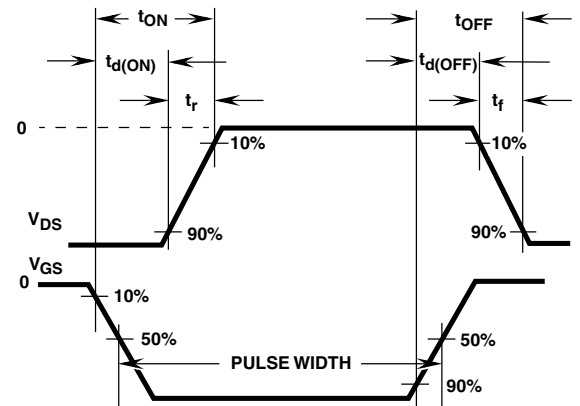 tON tOFF
td(ON) td(OFF)
tr tf
0
10% 10%
VDS 90% 90%
VGS
0
10%
50% PULSE WIDTH 50%
90%